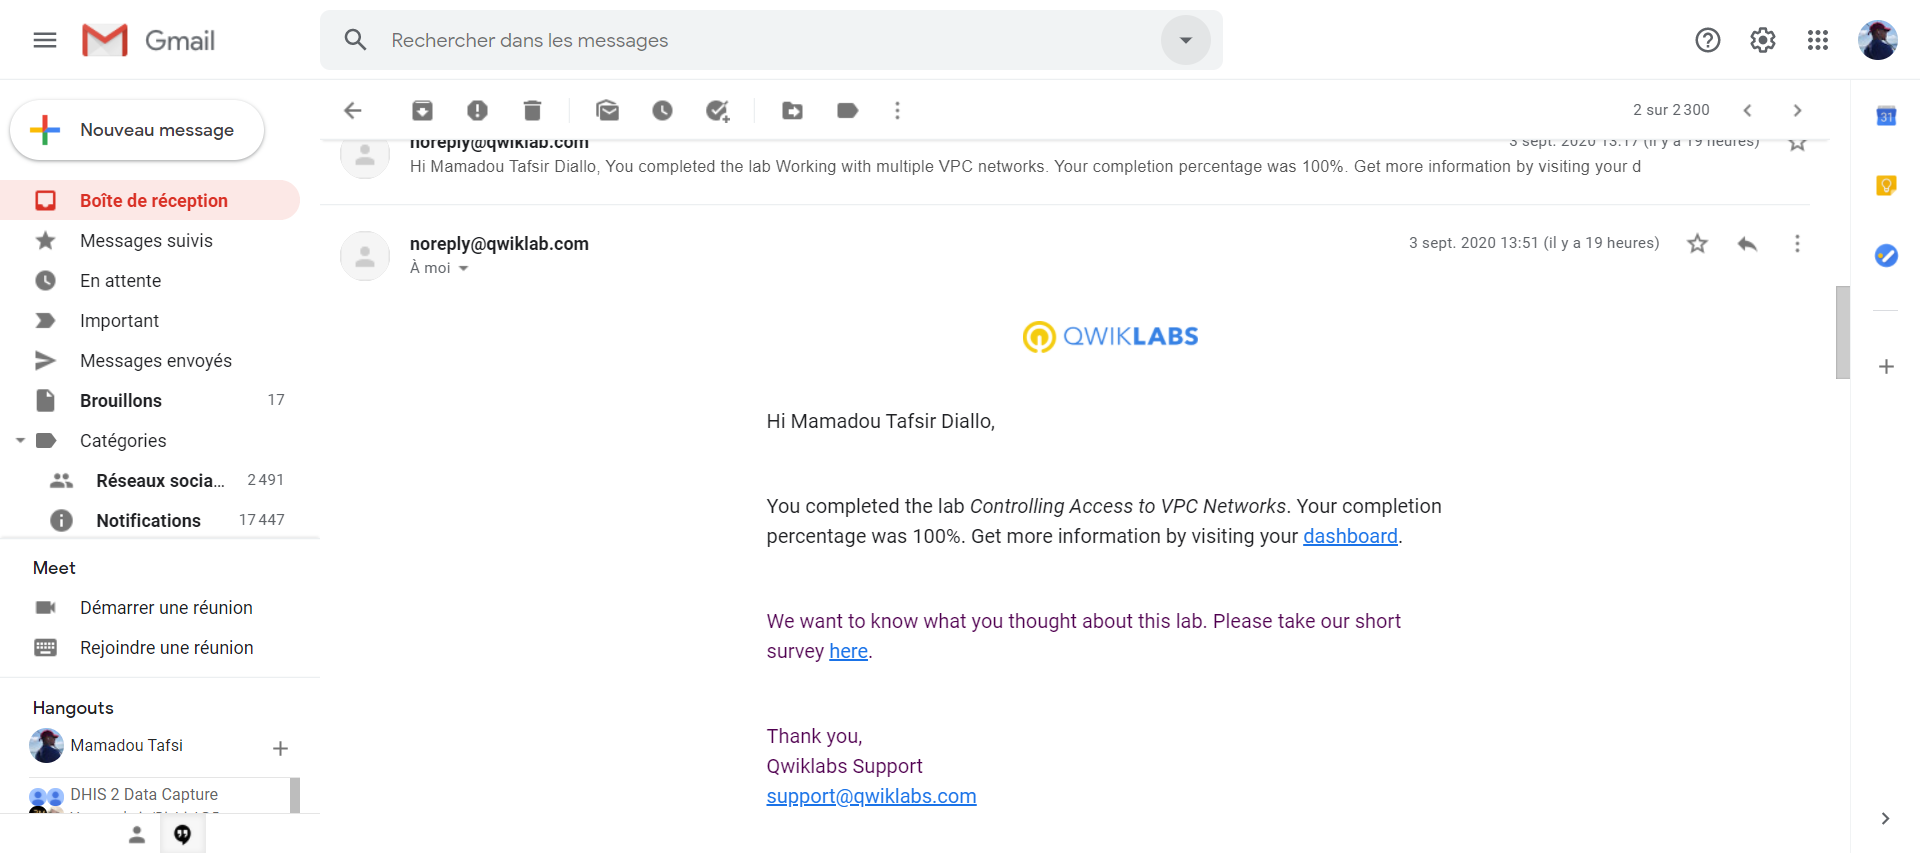 Gmail
Rechercher dans les messages
Nouveau message
2 sur 2 300
Boîte de réception
Messages suivis
En attente
Important
Messages envoyés
Brouillons 17
Catégories
Réseaux socia... 2 491
Notifications 17 447
Meet
Démarrer une réunion
Rejoindre une réunion
Hangouts
Mamadou Tafsi
DHIS 2 Data Capture
noreply@qwiklab.com 3 sept. 2020 13:17 (il y a 19 heures)
Hi Mamadou Tafsir Diallo, You completed the lab Working with multiple VPC networks. Your completion percentage was 100%. Get more information by visiting your d
noreply@qwiklab.com 3 sept. 2020 13:51 (il y a 19 heures)
À moi
QWIKLABS
Hi Mamadou Tafsir Diallo,
You completed the lab Controlling Access to VPC Networks. Your completion
percentage was 100%. Get more information by visiting your dashboard.
We want to know what you thought about this lab. Please take our short
survey here.
Thank you,
Qwiklabs Support
support@qwiklabs.com
31